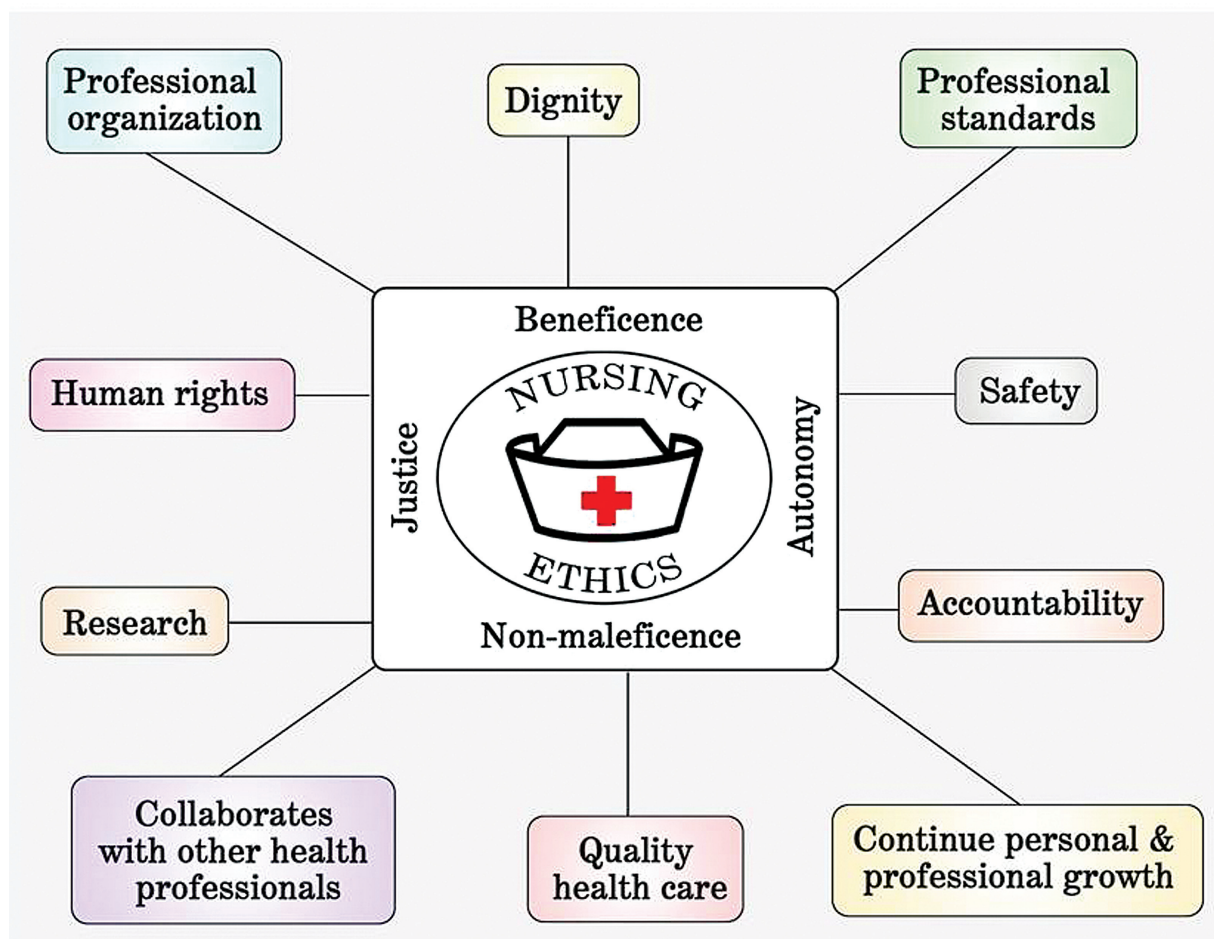 Professional
organization
Dignity
Professional
standards
Beneficence
Human rights
NURSING
Safety
Justice
Autonomy
ETHICS
Research
Accountability
Non-maleficence
Collaborates
with other health
professionals
Quality
health care
Continue personal &
professional growth